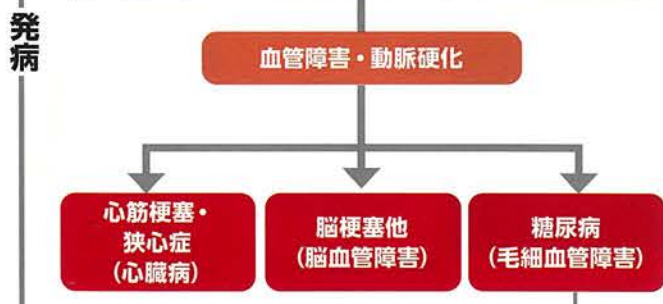 発病
血管障害・動脈硬化
心筋梗塞・
狭心症
(心臓病)
脳梗塞他
(脳血管障害)
糖尿病
(毛細血管障害)